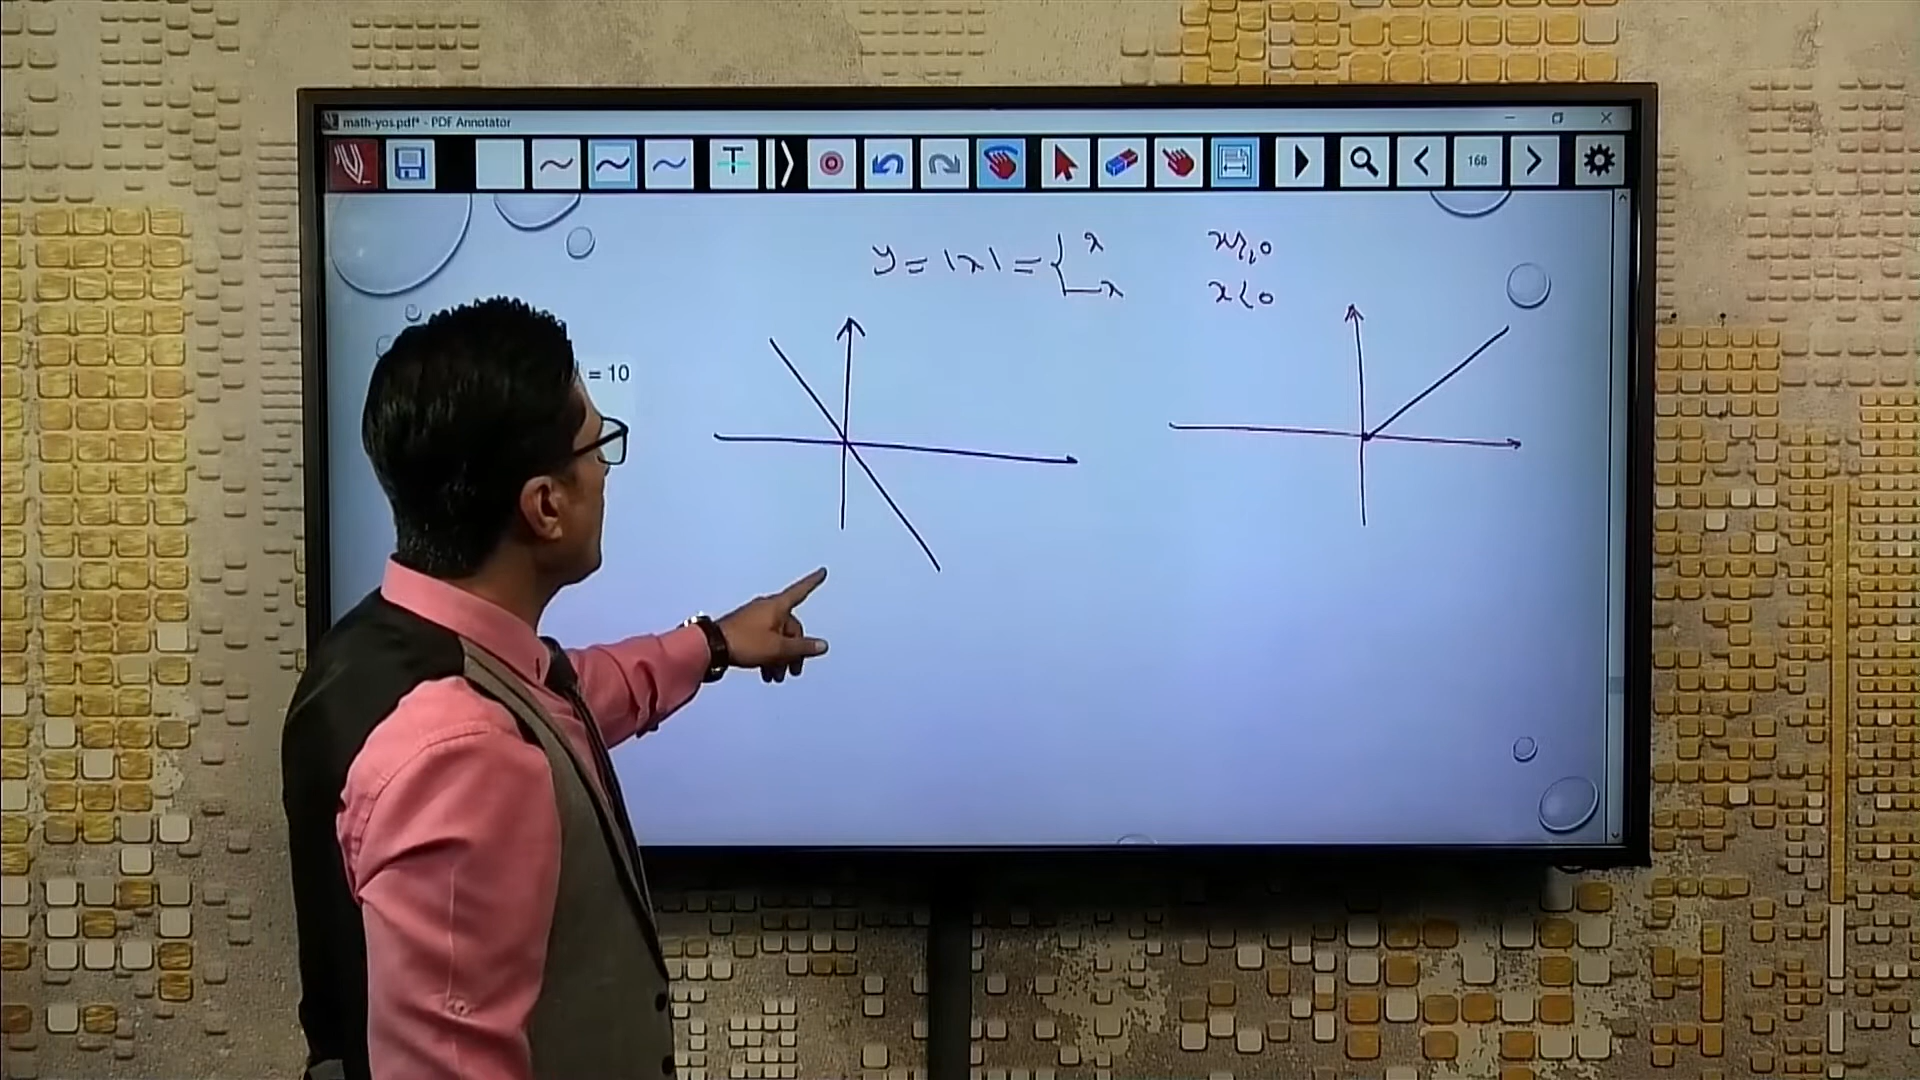 math-yos.pdf* - PDF Annotator
T
168
y = |x| = { x    x ≥ 0
-x    x < 0
= 10